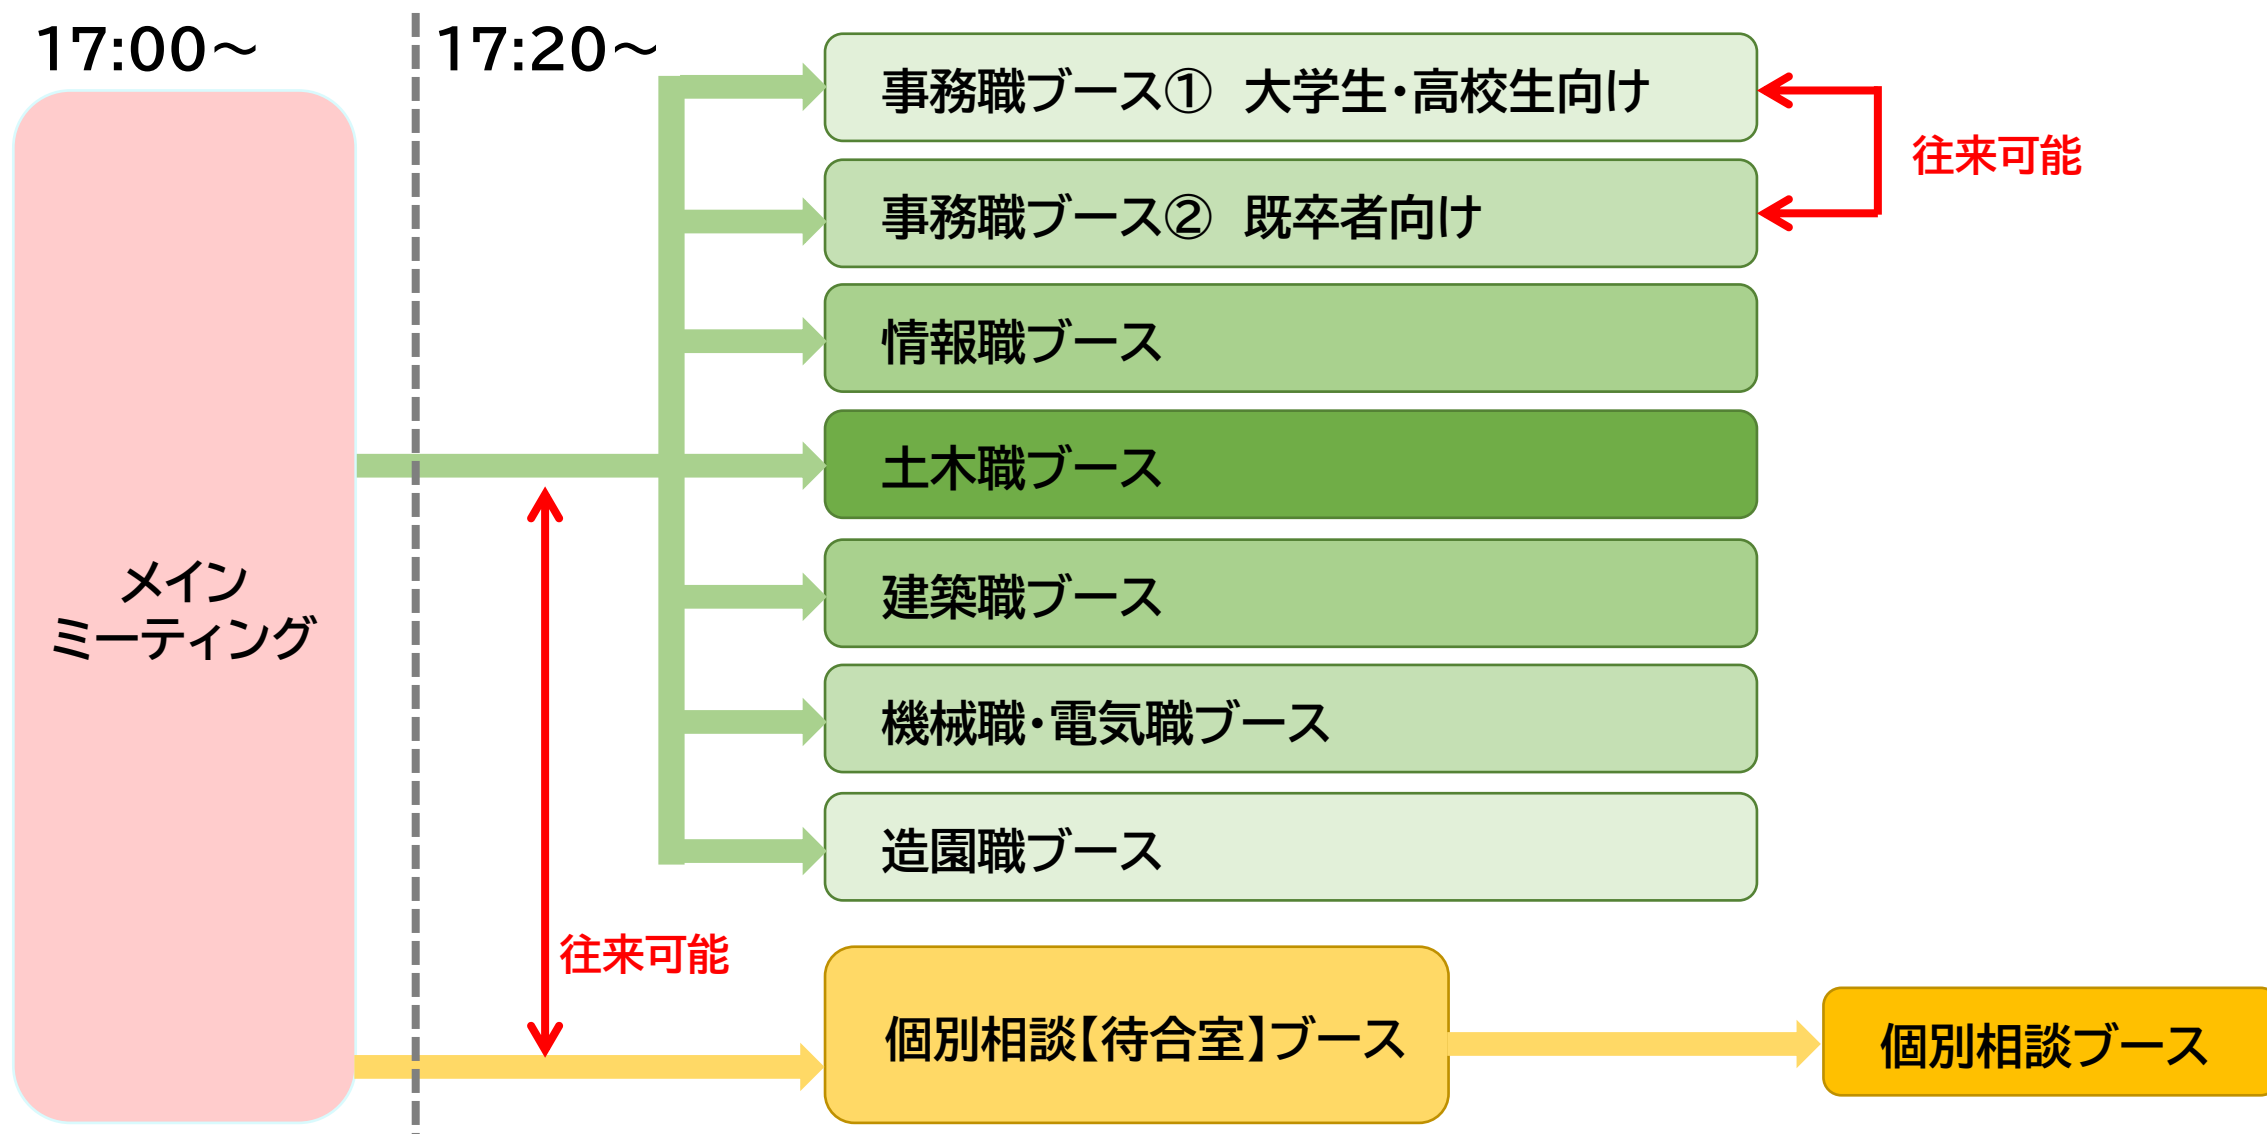 17:00～
17:20～
メイン
ミーティング
事務職ブース①　大学生・高校生向け
事務職ブース②　既卒者向け
往来可能
情報職ブース
土木職ブース
建築職ブース
機械職・電気職ブース
造園職ブース
往来可能
個別相談【待合室】ブース
個別相談ブース